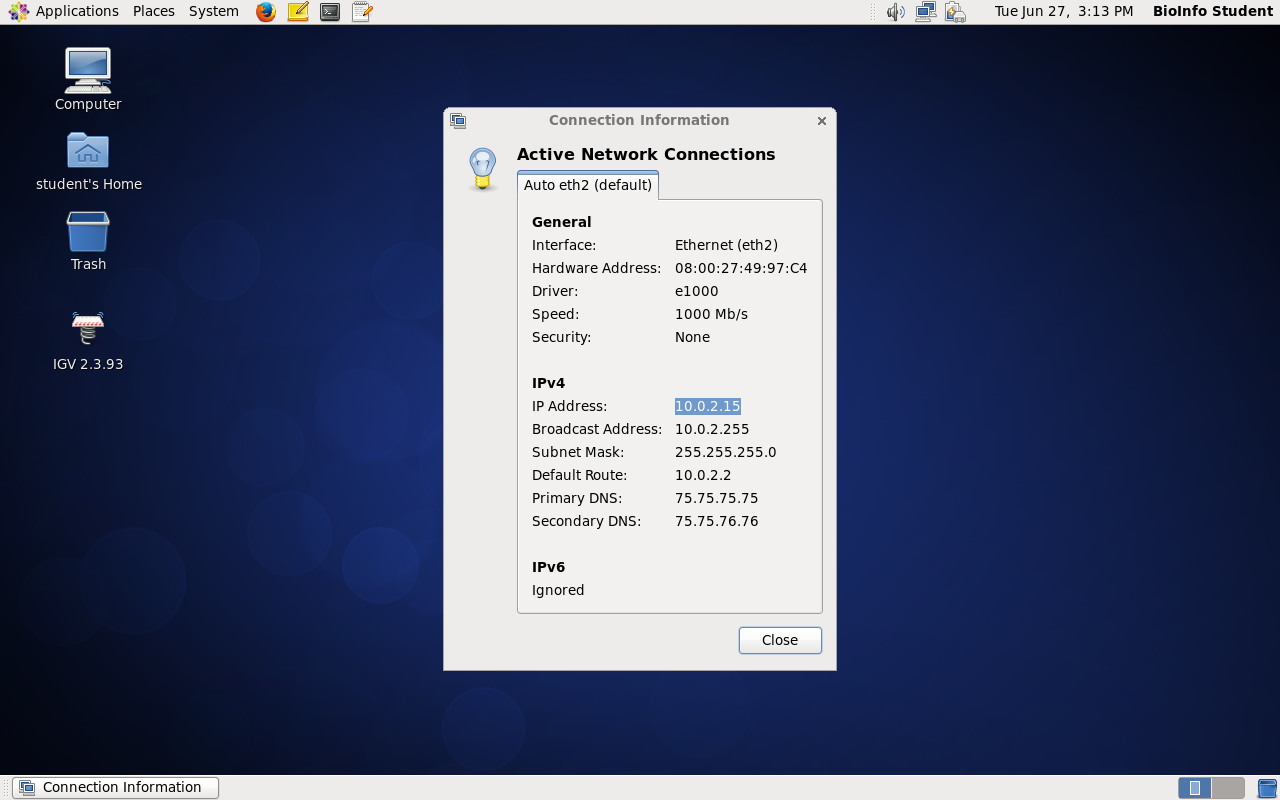 Applications Places System Tue Jun 27, 3:13 PM BioInfo Student
Computer
student's Home
Trash
IGV 2.3.93
Connection Information
Active Network Connections
Auto eth2 (default)
General
Interface: Ethernet (eth2)
Hardware Address: 08:00:27:49:97:C4
Driver: e1000
Speed: 1000 Mb/s
Security: None
IPv4
IP Address: 10.0.2.15
Broadcast Address: 10.0.2.255
Subnet Mask: 255.255.255.0
Default Route: 10.0.2.2
Primary DNS: 75.75.75.75
Secondary DNS: 75.75.76.76
IPv6
Ignored
Close
Connection Information